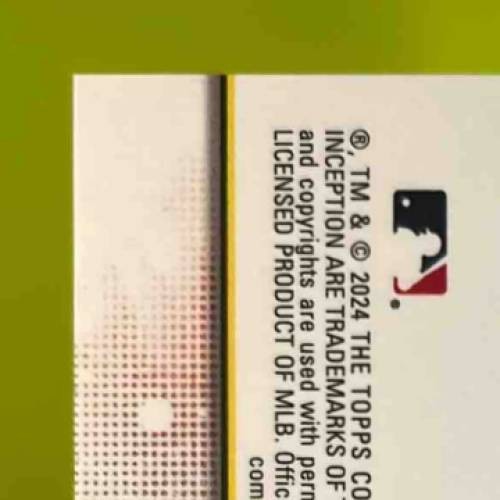 ®, TM & © 2024 THE TOPPS CO
INCEPTION ARE TRADEMARKS OF
and copyrights are used with
LICENSED PRODUCT OF MLB. Offic
com